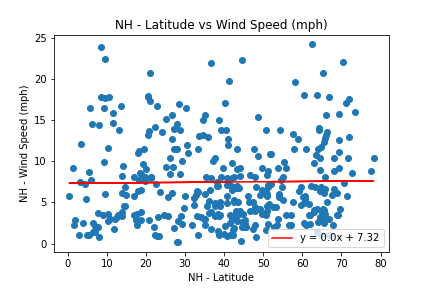 NH - Latitude vs Wind Speed (mph)
NH - Wind Speed (mph)
25
20
15
10
5
0
0 10 20 30 40 50 60 70 80
NH - Latitude
y = 0.0x + 7.32